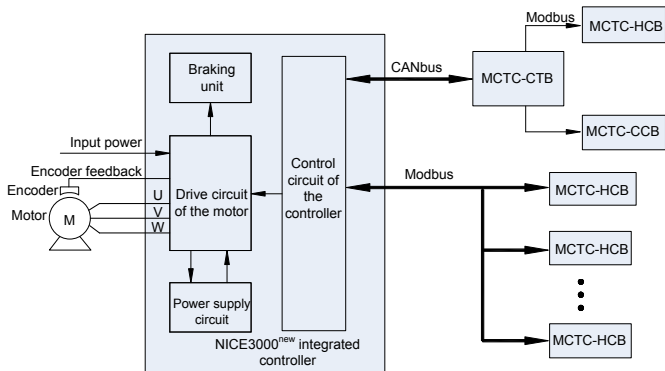 Modbus
MCTC-HCB
Braking
unit
CANbus
MCTC-CTB
Input power
MCTC-CCB
Encoder feedback
Encoder
Motor
M
U
V
W
Drive circuit
of the motor
Control
circuit of
the
controller
Modbus
MCTC-HCB
MCTC-HCB
Power supply
circuit
MCTC-HCB
NICE3000new integrated
controller